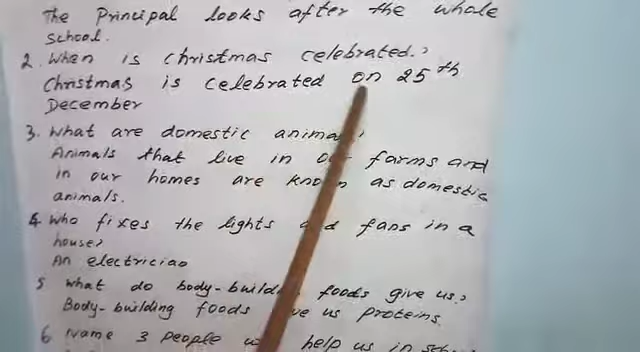 The Principal looks after the whole
school.
2. When is christmas celebrated?
Christmas is celebrated on 25th
December
3. What are domestic
Animals that live in farms and
in our homes are as domestic
animals.
4 Who fixes the lights fans in a
house?
An electrician
5 What do foods give us?
Body-building foods us proteins.
6 Name 3 people help us in